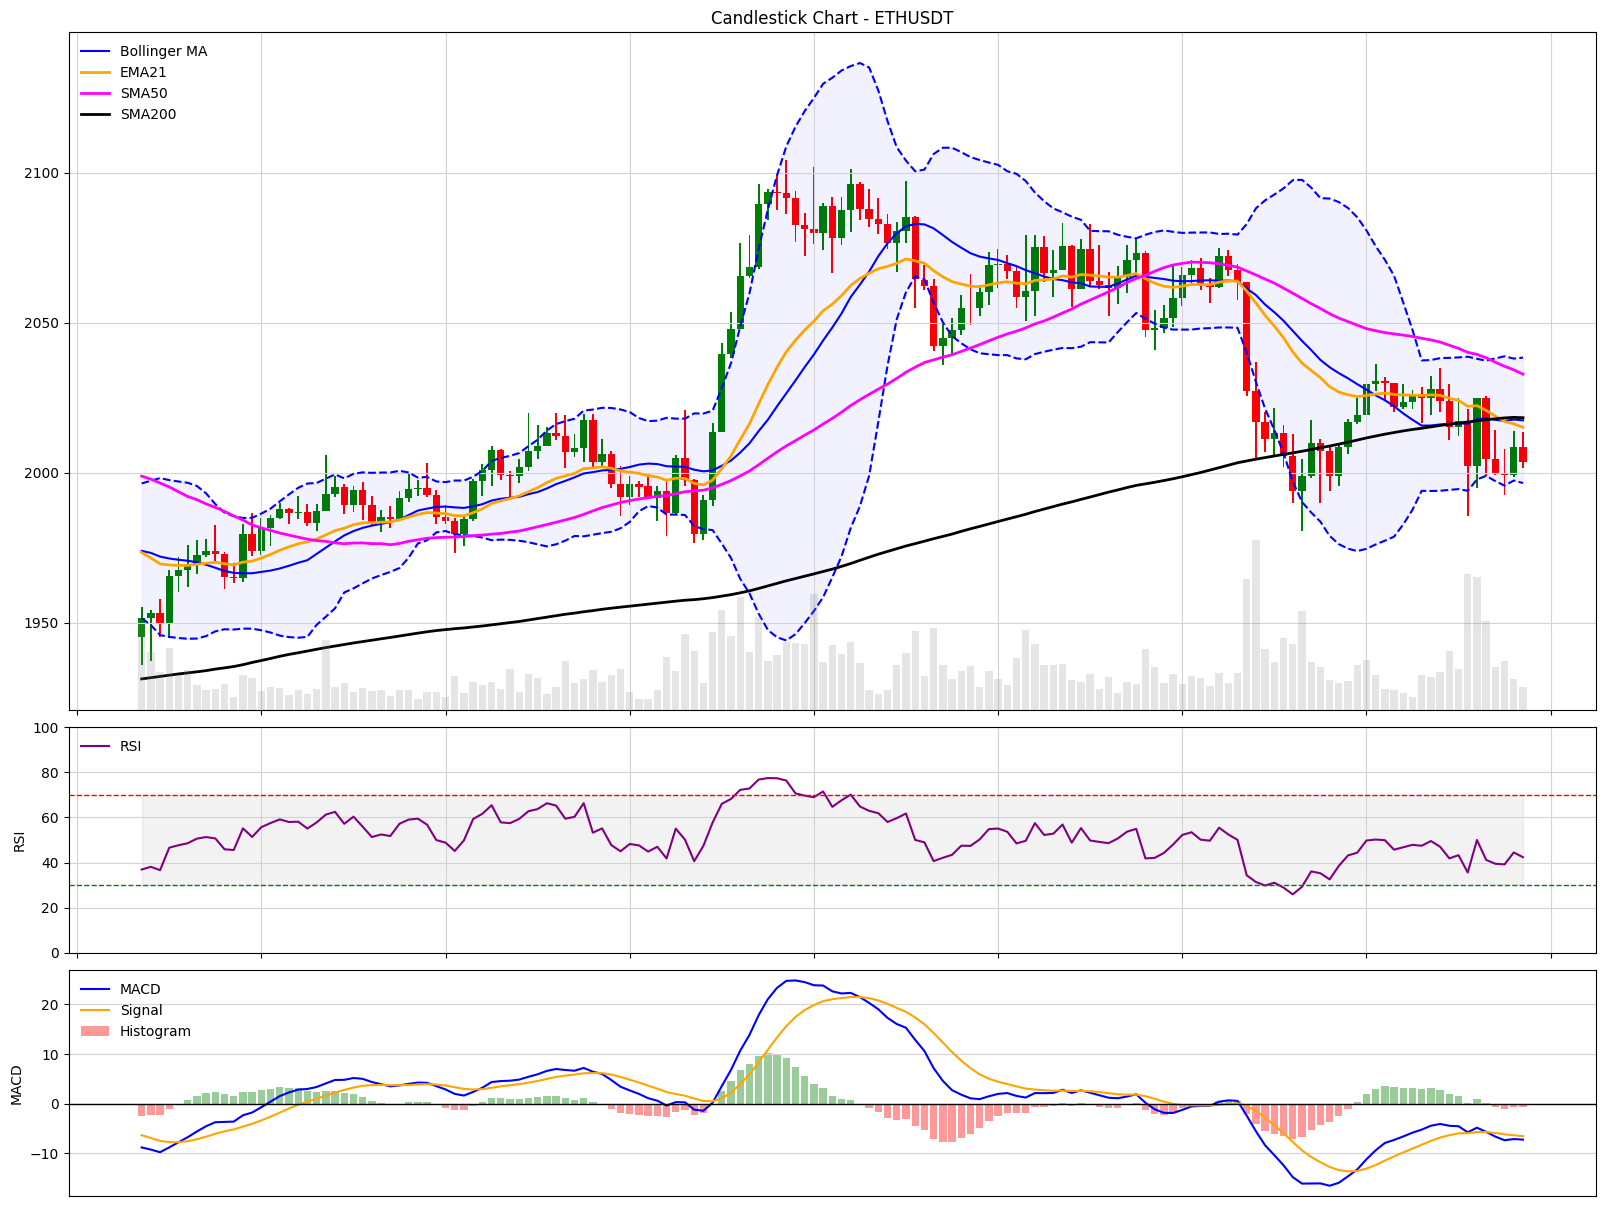 Candlestick Chart - ETHUSDT
Bollinger MA
EMA21
SMA50
SMA200
2100
2050
2000
1950
RSI
100
80
60
40
20
0
RSI
MACD
Signal
Histogram
20
10
0
−10
MACD